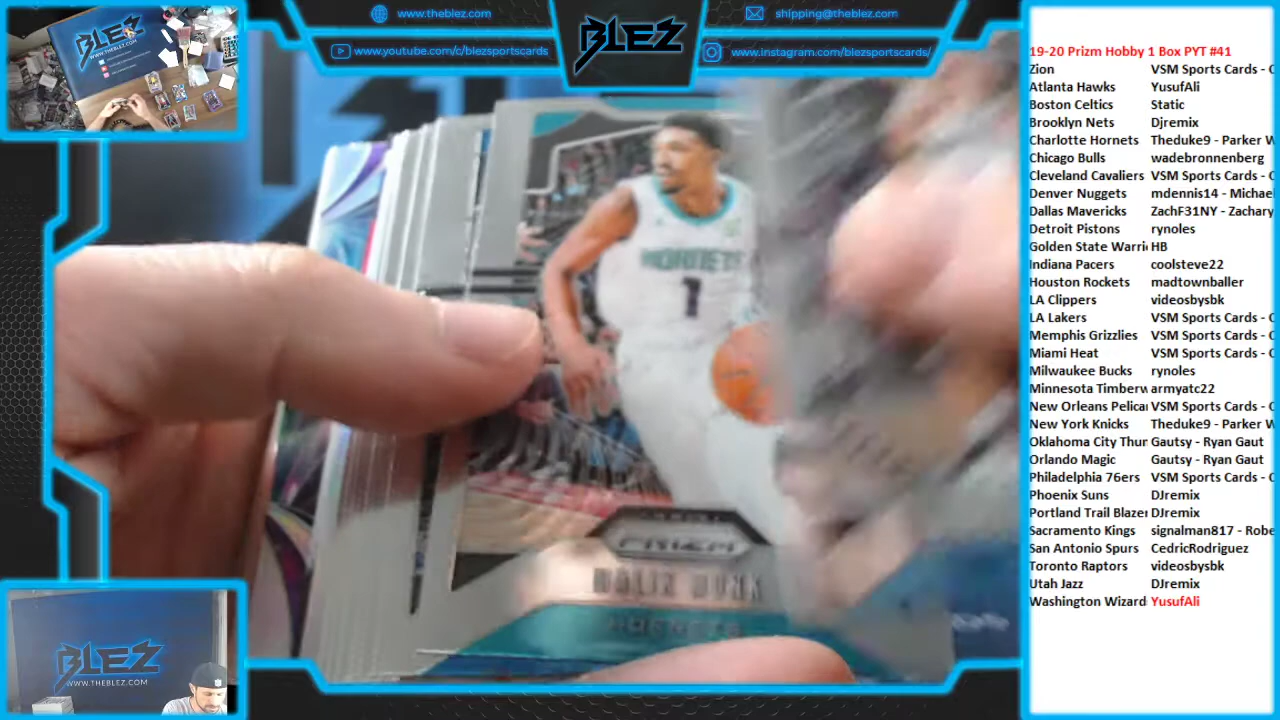 BLEZ
www.theblez.com
shipping@theblez.com
www.youtube.com/c/blezsportscards
www.instagram.com/blezsportscards/
BLEZ
19-20 Prizm Hobby 1 Box PYT #41
Zion VSM Sports Cards - C
Atlanta Hawks YusufAli
Boston Celtics Static
Brooklyn Nets Djremix
Charlotte Hornets Theduke9 - Parker W
Chicago Bulls wadebronnenberg
Cleveland Cavaliers VSM Sports Cards - C
Denver Nuggets mdennis14 - Michae
Dallas Mavericks ZachF31NY - Zachary
Detroit Pistons rynoles
Golden State Warri HB
Indiana Pacers coolsteve22
Houston Rockets madtownballer
LA Clippers videosbysbk
LA Lakers VSM Sports Cards - C
Memphis Grizzlies VSM Sports Cards - C
Miami Heat VSM Sports Cards - C
Milwaukee Bucks rynoles
Minnesota Timberw armyatc22
New Orleans Pelica VSM Sports Cards - C
New York Knicks Theduke9 - Parker W
Oklahoma City Thur Gautsy - Ryan Gaut
Orlando Magic Gautsy - Ryan Gaut
Philadelphia 76ers VSM Sports Cards - C
Phoenix Suns DJremix
Portland Trail Blazer DJremix
Sacramento Kings signalman817 - Robe
San Antonio Spurs CedricRodriguez
Toronto Raptors videosbysbk
Utah Jazz DJremix
Washington Wizard YusufAli
HORNETS
1
PRIZM
MALIK MONK
HORNETS
BLEZ
WWW.THEBLEZ.COM